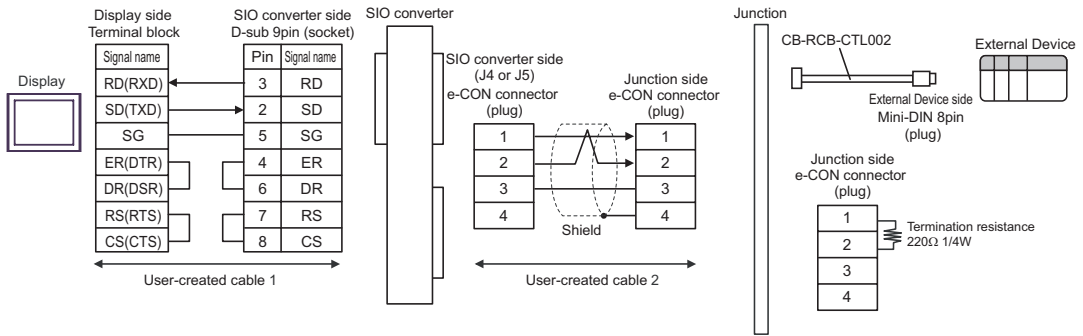 Display
Display side
Terminal block
Signal name
RD(RXD)
SD(TXD)
SG
ER(DTR)
DR(DSR)
RS(RTS)
CS(CTS)
SIO converter side
D-sub 9pin (socket)
Pin Signal name
3 RD
2 SD
5 SG
4 ER
6 DR
7 RS
8 CS
User-created cable 1
SIO converter
SIO converter side
(J4 or J5)
e-CON connector
(plug)
1
2
3
4
Shield
Junction side
e-CON connector
(plug)
1
2
3
4
User-created cable 2
Junction
CB-RCB-CTL002
External Device side
Mini-DIN 8pin
(plug)
External Device
Junction side
e-CON connector
(plug)
1
2
3
4
Termination resistance
220Ω 1/4W